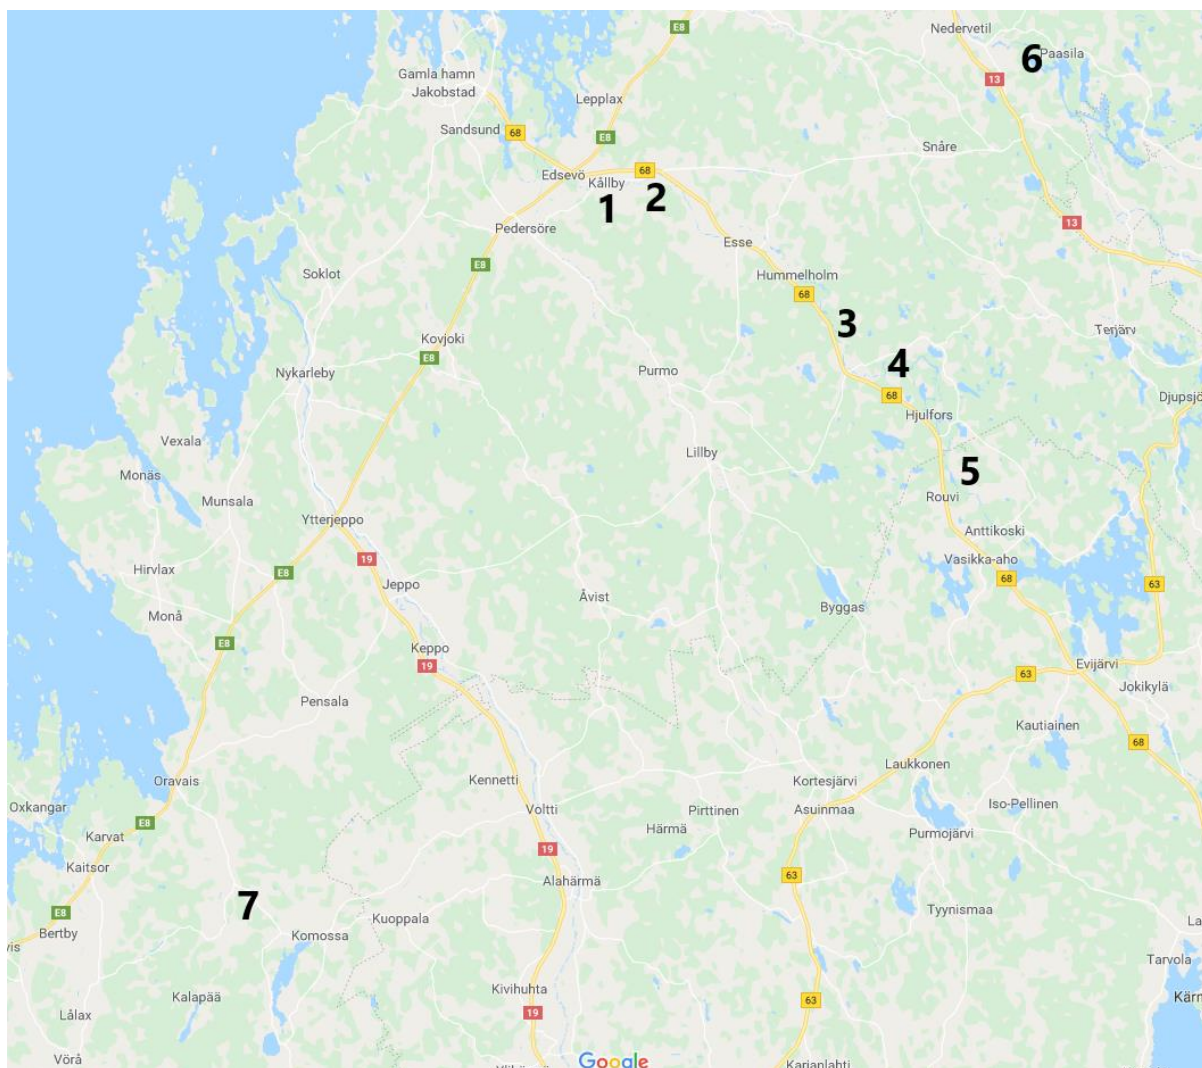 E8
Nedervetil
6
Paasila
Gamla hamn
Jakobstad
13
Lepplax
Sandsund
68
E8
Snåre
Edsevö
68
Kållby
1
2
Pedersöre
13
Esse
E8
Soklot
Hummelholm
68
3
Terjärv
Kovjoki
E8
4
Nykarleby
Purmo
68
Djupsjö
Hjulfors
Vexala
Lillby
5
Monäs
Munsala
Rouvi
Ytterjeppo
Anttikoski
19
Vasikka-aho
Hirvlax
E8
68
63
Jeppo
Åvist
Byggas
Monå
E8
Keppo
19
Evijärvi
63
Jokikylä
Pensala
Kautiainen
68
Laukkonen
Oravais
Kennetti
Kortesjärvi
Oxkangar
Voltti
Pirttinen
Asuinmaa
Iso-Pellinen
E8
Karvat
Härmä
Purmojärvi
19
Kaitsor
63
Alahärmä
7
E8
Kuoppala
Tyynismaa
La
Bertby
Komossa
vis
Tarvola
Kivihuhta
Kalapää
63
Kärn
19
Lålax
Vörå
Google
Karjanlahti